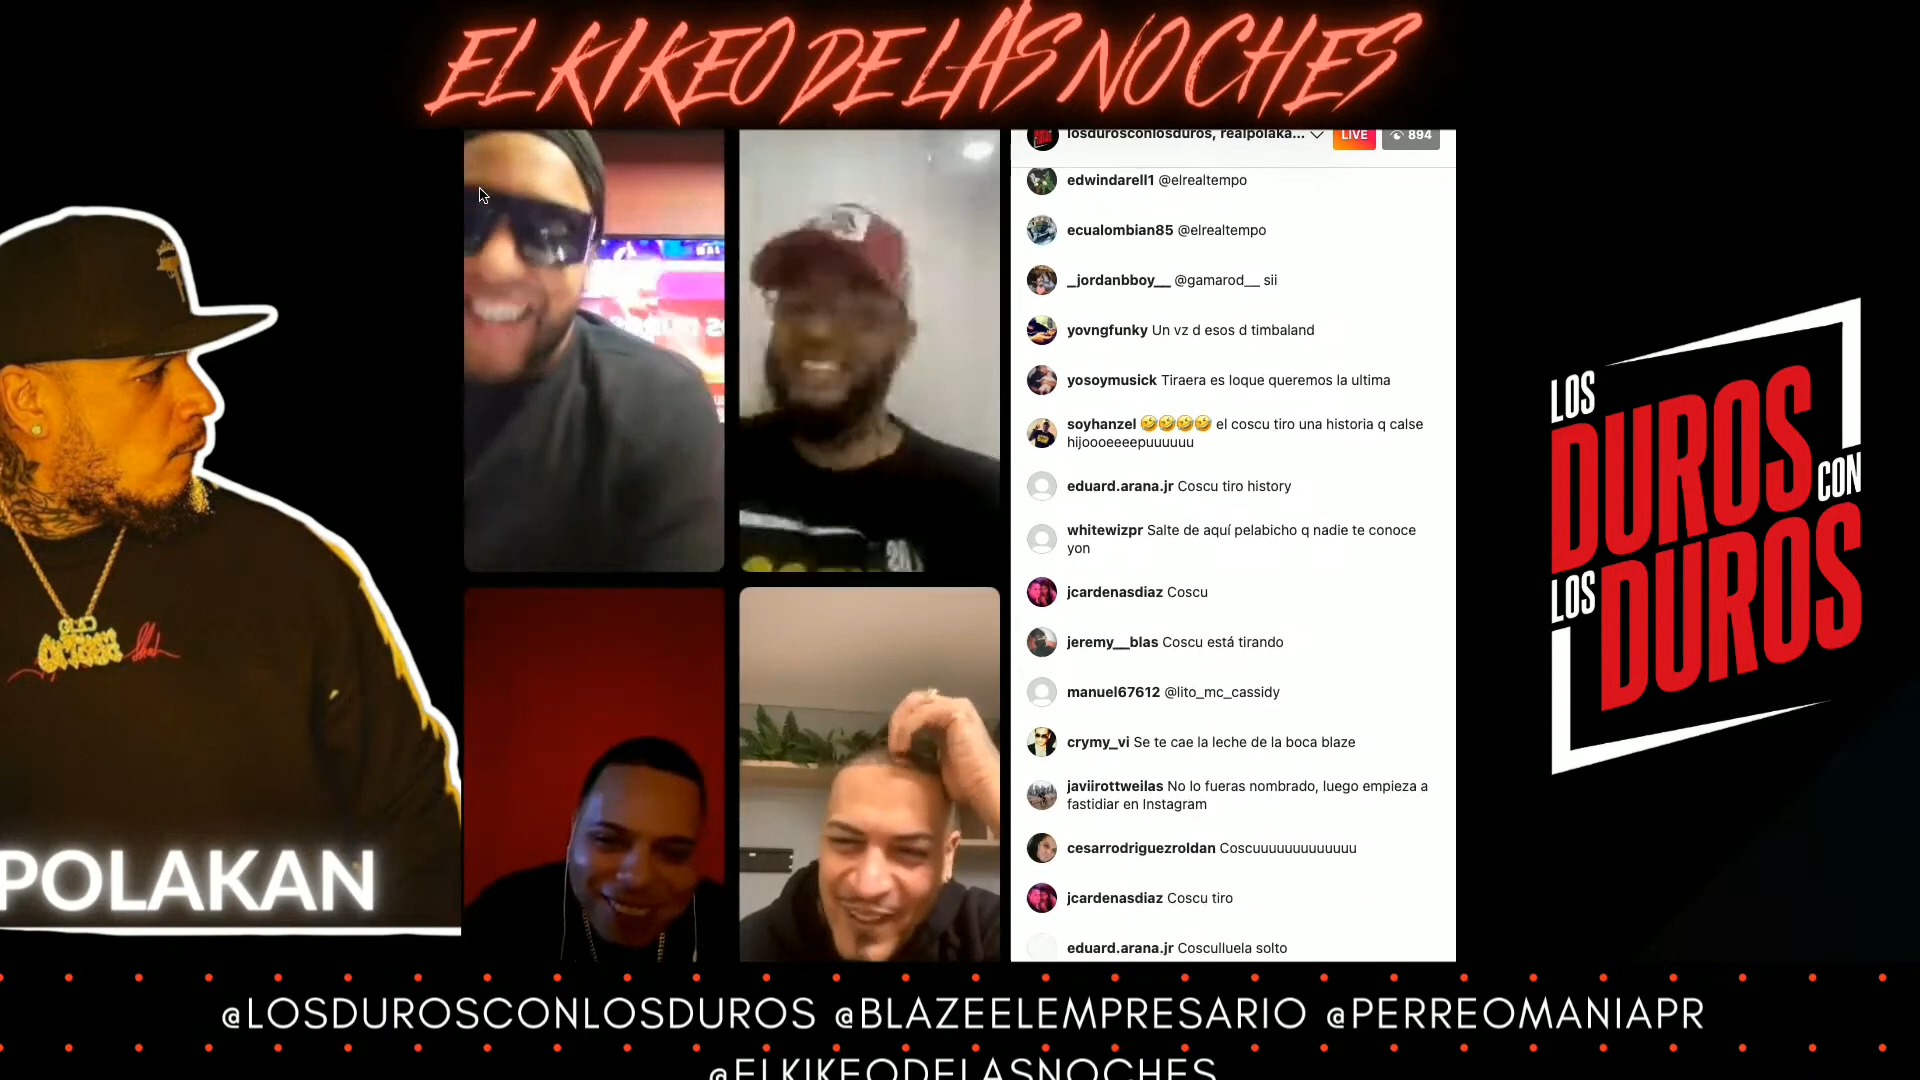 EL KIKEO DE LAS NOCHES
losdurosconlosduros, realpolaka...
LIVE
894
edwindarell1 @elrealtempo
ecualombian85 @elrealtempo
_jordanbboy__ @gamarod__ sii
yovngfunky Un vz d esos d timbaland
yosoymusick Tiraera es loque queremos la ultima
soyhanzel 🤣🤣🤣🤣 el coscu tiro una historia q calse
hijoooeeeepuuuuuu
eduard.arana.jr Coscu tiro history
whitewizpr Salte de aquí pelabicho q nadie te conoce
yon
jcardenasdiaz Coscu
jeremy__blas Coscu está tirando
manuel67612 @lito_mc_cassidy
crymy_vi Se te cae la leche de la boca blaze
javiirottweilas No lo fueras nombrado, luego empieza a
fastidiar en Instagram
cesarrodriguezroldan Coscuuuuuuuuuuuuu
jcardenasdiaz Coscu tiro
eduard.arana.jr Cosculluela solto
POLAKAN
LOS
DUROS
CON
LOS
DUROS
@LOSDUROSCONLOSDUROS @BLAZEELEMPRESARIO @PERREOMANIAPR
@ELKIKEODELASNOCHES